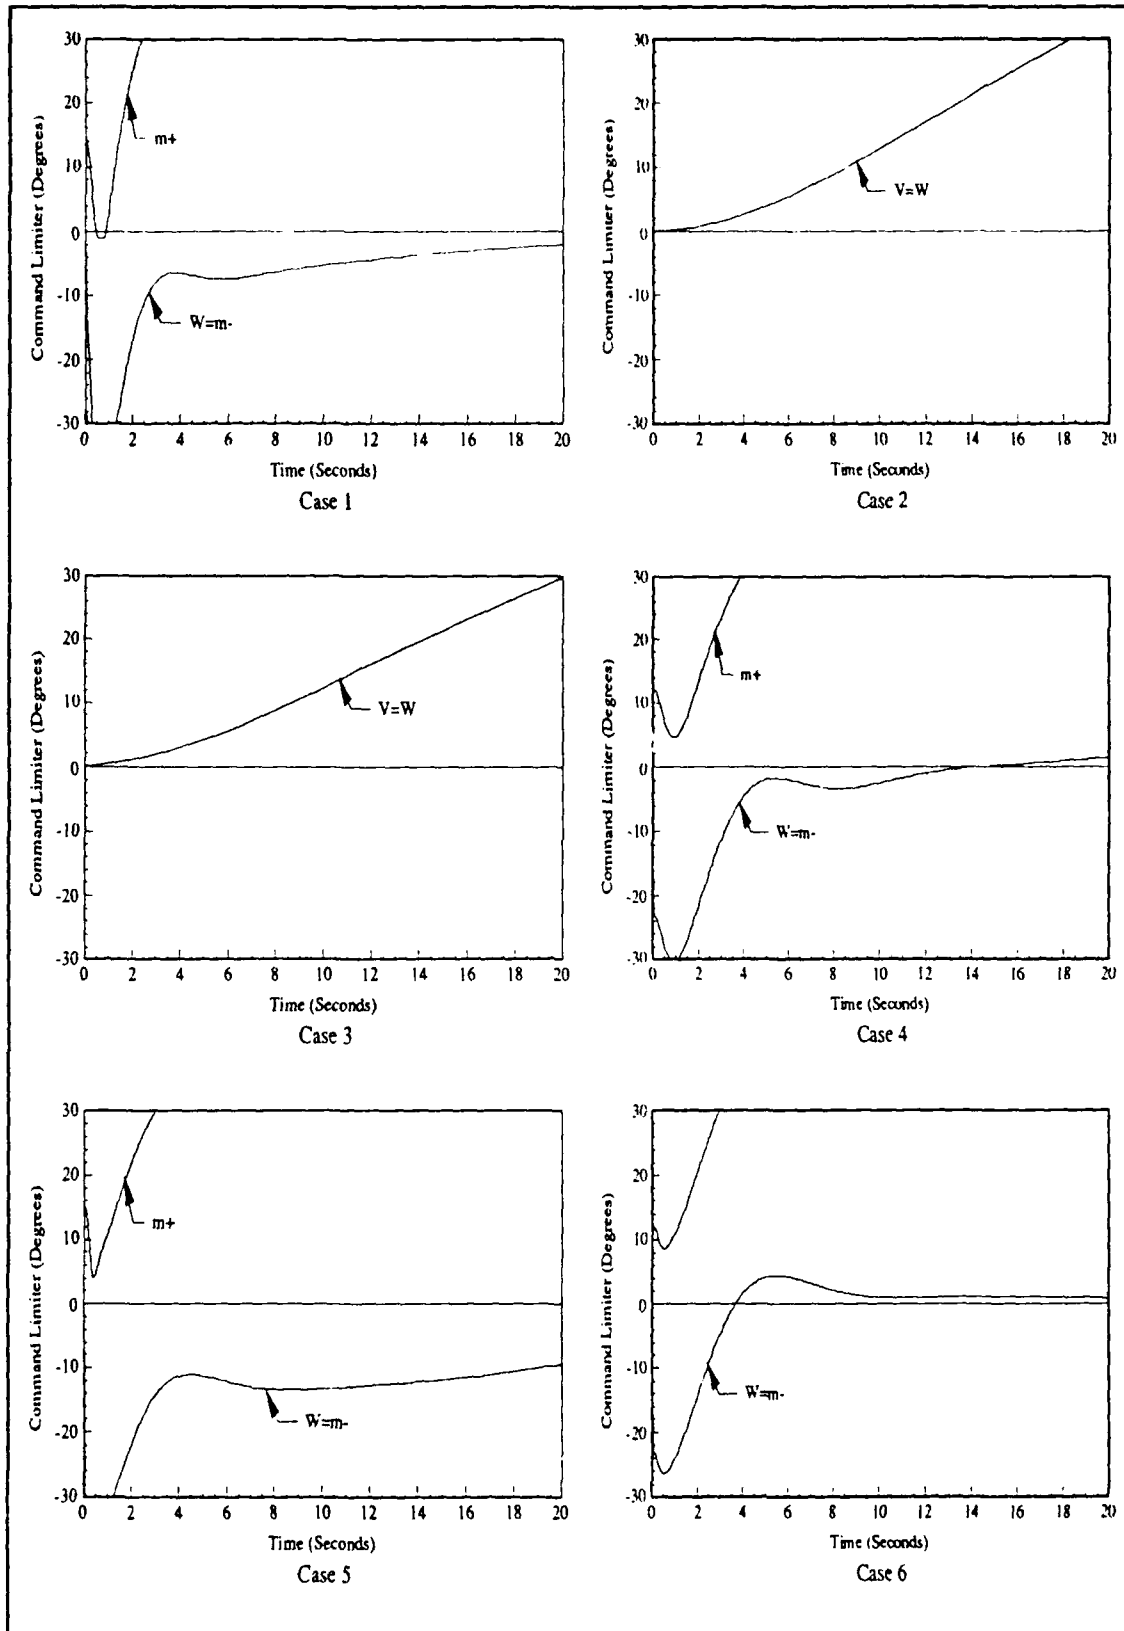 Command Limiter (Degrees)
30
20
10
0
-10
-20
-30
m+
W=m-
0 2 4 6 8 10 12 14 16 18 20
Time (Seconds)
Case 1
Command Limiter (Degrees)
30
20
10
0
-10
-20
-30
V=W
0 2 4 6 8 10 12 14 16 18 20
Time (Seconds)
Case 2
Command Limiter (Degrees)
30
20
10
0
-10
-20
-30
V=W
0 2 4 6 8 10 12 14 16 18 20
Time (Seconds)
Case 3
Command Limiter (Degrees)
30
20
10
0
-10
-20
-30
m+
W=m-
0 2 4 6 8 10 12 14 16 18 20
Time (Seconds)
Case 4
Command Limiter (Degrees)
30
20
10
0
-10
-20
-30
m+
W=m-
0 2 4 6 8 10 12 14 16 18 20
Time (Seconds)
Case 5
Command Limiter (Degrees)
30
20
10
0
-10
-20
-30
W=m-
0 2 4 6 8 10 12 14 16 18 20
Time (Seconds)
Case 6